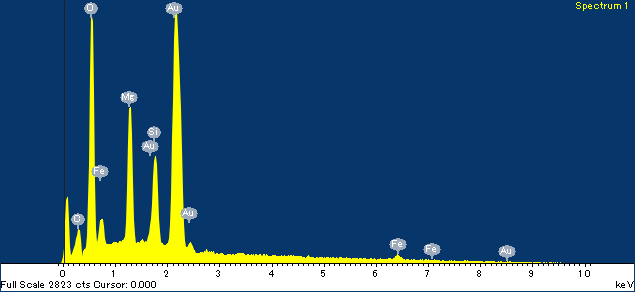 Spectrum 1
O
Au
Mg
Si
Au
Fe
Au
Fe
Fe
Au
0 1 2 3 4 5 6 7 8 9 10
Full Scale 2823 cts Cursor: 0.000 keV